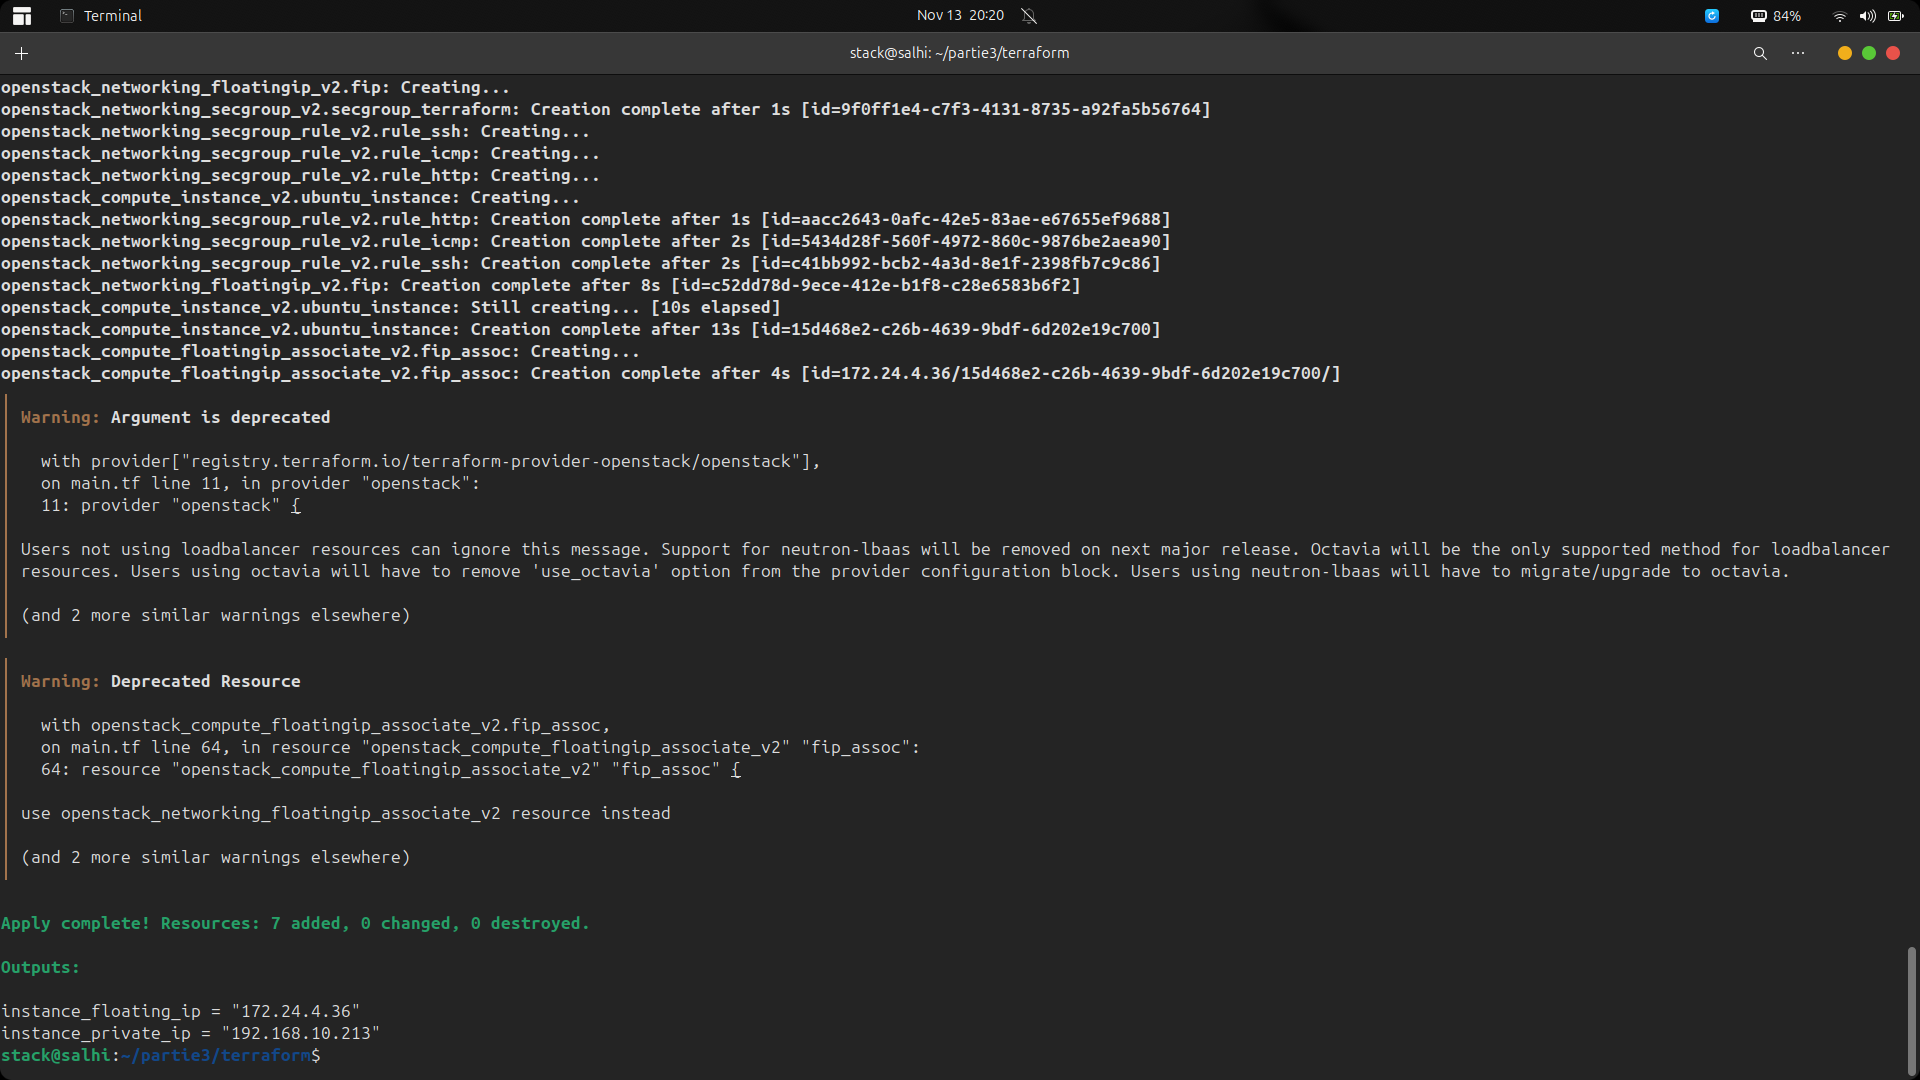 Terminal
Nov 13 20:20
84%
stack@salhi: ~/partie3/terraform
openstack_networking_floatingip_v2.fip: Creating...
openstack_networking_secgroup_v2.secgroup_terraform: Creation complete after 1s [id=9f0ff1e4-c7f3-4131-8735-a92fa5b56764]
openstack_networking_secgroup_rule_v2.rule_ssh: Creating...
openstack_networking_secgroup_rule_v2.rule_icmp: Creating...
openstack_networking_secgroup_rule_v2.rule_http: Creating...
openstack_compute_instance_v2.ubuntu_instance: Creating...
openstack_networking_secgroup_rule_v2.rule_http: Creation complete after 1s [id=aacc2643-0afc-42e5-83ae-e67655ef9688]
openstack_networking_secgroup_rule_v2.rule_icmp: Creation complete after 2s [id=5434d28f-560f-4972-860c-9876be2aea90]
openstack_networking_secgroup_rule_v2.rule_ssh: Creation complete after 2s [id=c41bb992-bcb2-4a3d-8e1f-2398fb7c9c86]
openstack_networking_floatingip_v2.fip: Creation complete after 8s [id=c52dd78d-9ece-412e-b1f8-c28e6583b6f2]
openstack_compute_instance_v2.ubuntu_instance: Still creating... [10s elapsed]
openstack_compute_instance_v2.ubuntu_instance: Creation complete after 13s [id=15d468e2-c26b-4639-9bdf-6d202e19c700]
openstack_compute_floatingip_associate_v2.fip_assoc: Creating...
openstack_compute_floatingip_associate_v2.fip_assoc: Creation complete after 4s [id=172.24.4.36/15d468e2-c26b-4639-9bdf-6d202e19c700/]
Warning: Argument is deprecated
with provider["registry.terraform.io/terraform-provider-openstack/openstack"],
on main.tf line 11, in provider "openstack":
11: provider "openstack" {
Users not using loadbalancer resources can ignore this message. Support for neutron-lbaas will be removed on next major release. Octavia will be the only supported method for loadbalancer
resources. Users using octavia will have to remove 'use_octavia' option from the provider configuration block. Users using neutron-lbaas will have to migrate/upgrade to octavia.
(and 2 more similar warnings elsewhere)
Warning: Deprecated Resource
with openstack_compute_floatingip_associate_v2.fip_assoc,
on main.tf line 64, in resource "openstack_compute_floatingip_associate_v2" "fip_assoc":
64: resource "openstack_compute_floatingip_associate_v2" "fip_assoc" {
use openstack_networking_floatingip_associate_v2 resource instead
(and 2 more similar warnings elsewhere)
Apply complete! Resources: 7 added, 0 changed, 0 destroyed.
Outputs:
instance_floating_ip = "172.24.4.36"
instance_private_ip = "192.168.10.213"
stack@salhi:~/partie3/terraform$